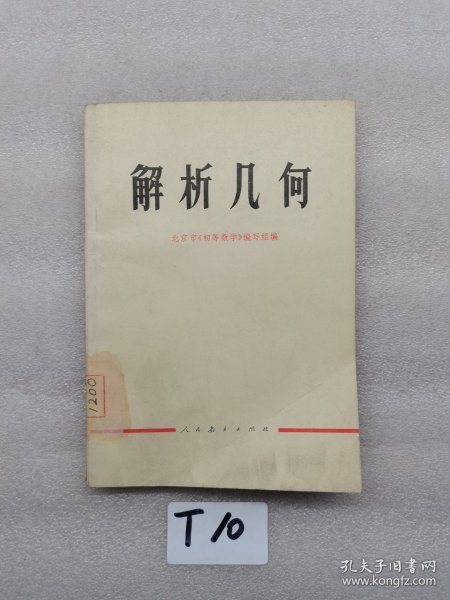 解析几何
北京市《初等数学》编写组编
1200
人民教育出版社
T10
孔夫子旧书网
www.kongfz.com